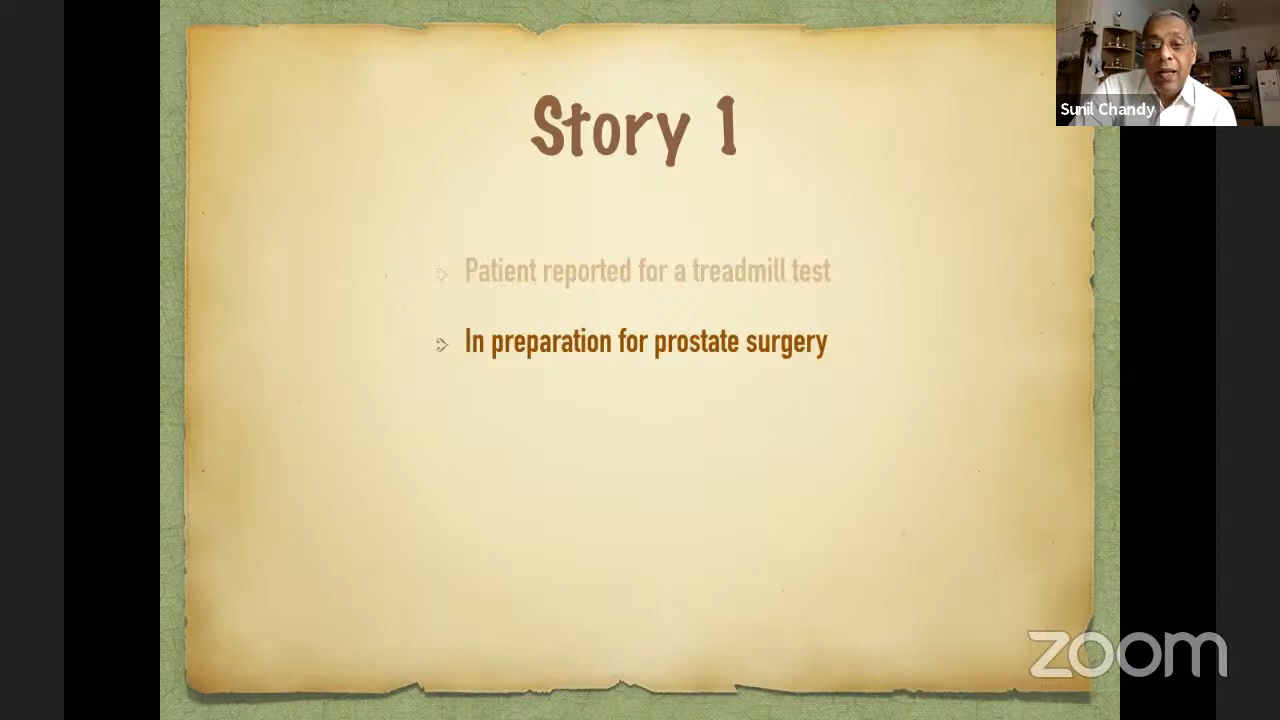 Story 1
Patient reported for a treadmill test
In preparation for prostate surgery
Sunil Chandy
zoom